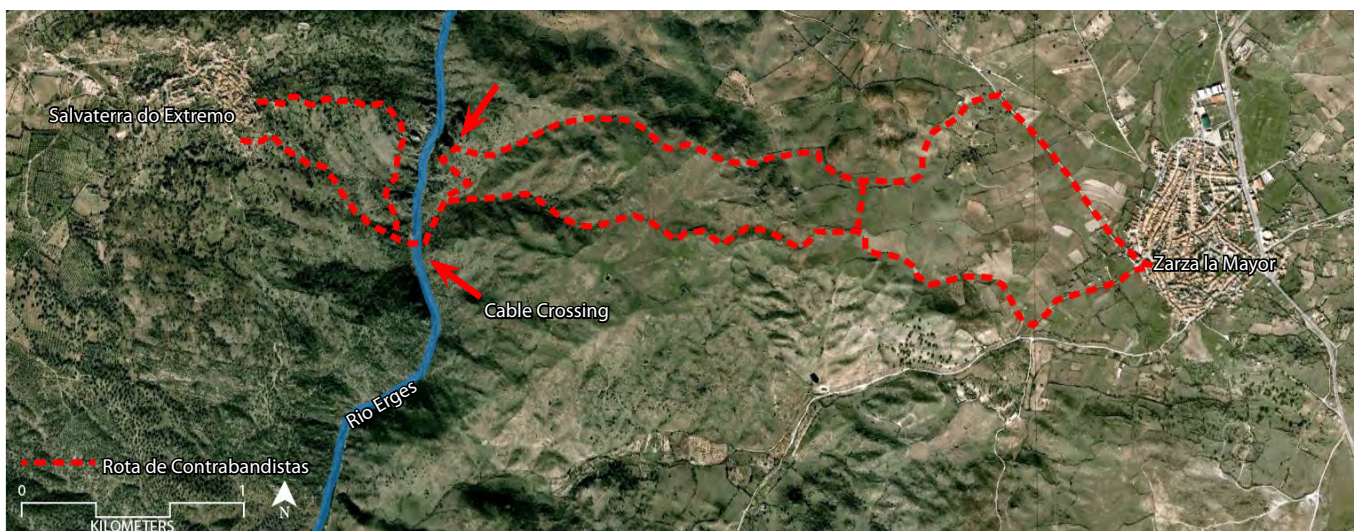 Salvaterra do Extremo
Zarza la Mayor
Cable Crossing
Rio Erges
Rota de Contrabandistas
0 1
KILOMETERS
N